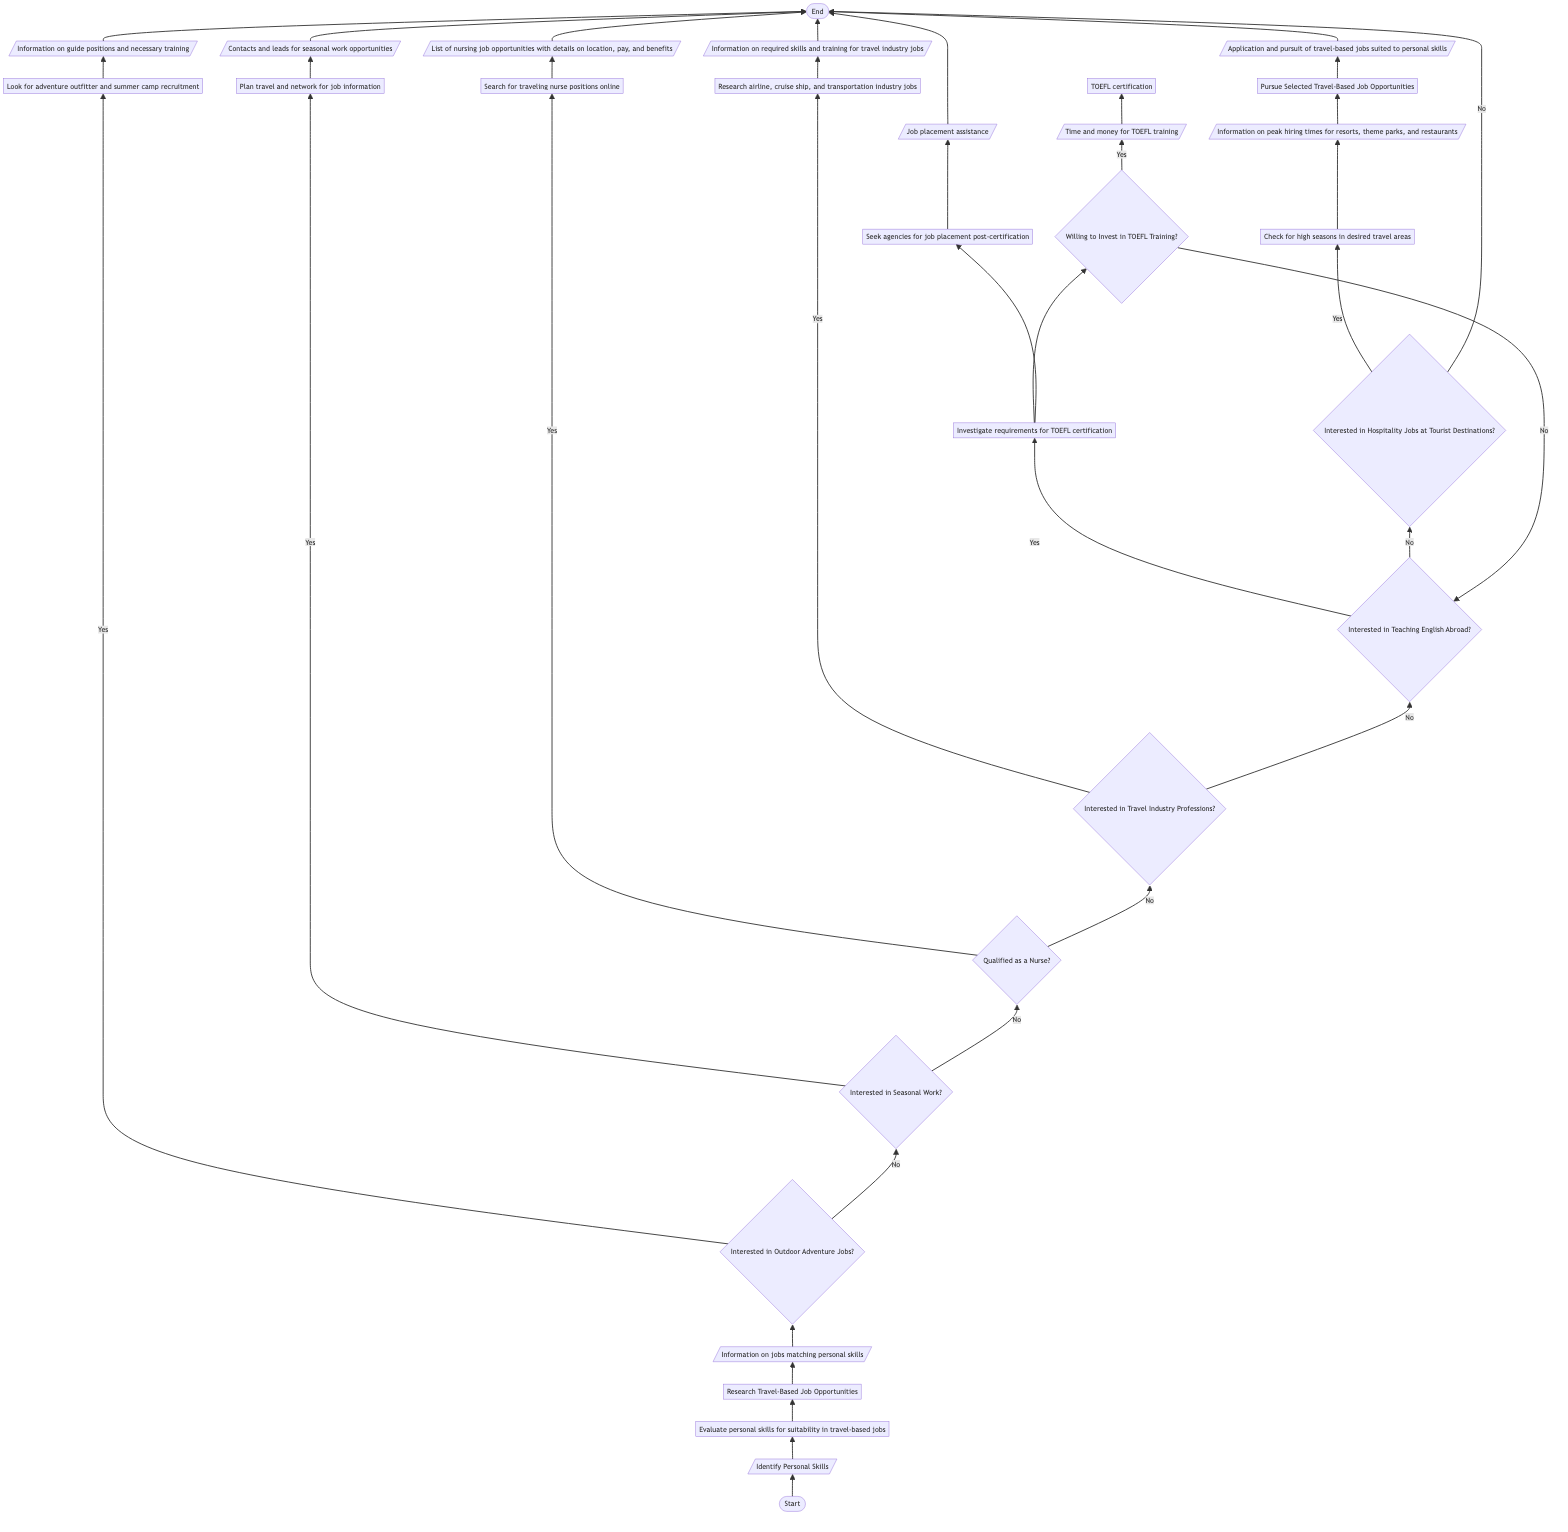 End
Information on guide positions and necessary training
Contacts and leads for seasonal work opportunities
List of nursing job opportunities with details on location, pay, and benefits
Information on required skills and training for travel industry jobs
Application and pursuit of travel-based jobs suited to personal skills
Look for adventure outfitter and summer camp recruitment
Plan travel and network for job information
Search for traveling nurse positions online
Research airline, cruise ship, and transportation industry jobs
TOEFL certification
Pursue Selected Travel-Based Job Opportunities
No
Job placement assistance
Time and money for TOEFL training
Information on peak hiring times for resorts, theme parks, and restaurants
Yes
Seek agencies for job placement post-certification
Willing to Invest in TOEFL Training?
Check for high seasons in desired travel areas
Yes
Yes
Yes
Investigate requirements for TOEFL certification
Interested in Hospitality Jobs at Tourist Destinations?
No
Yes
Yes
No
Yes
Interested in Teaching English Abroad?
No
Interested in Travel Industry Professions?
No
Qualified as a Nurse?
No
Interested in Seasonal Work?
No
Interested in Outdoor Adventure Jobs?
Information on jobs matching personal skills
Research Travel-Based Job Opportunities
Evaluate personal skills for suitability in travel-based jobs
Identify Personal Skills
Start